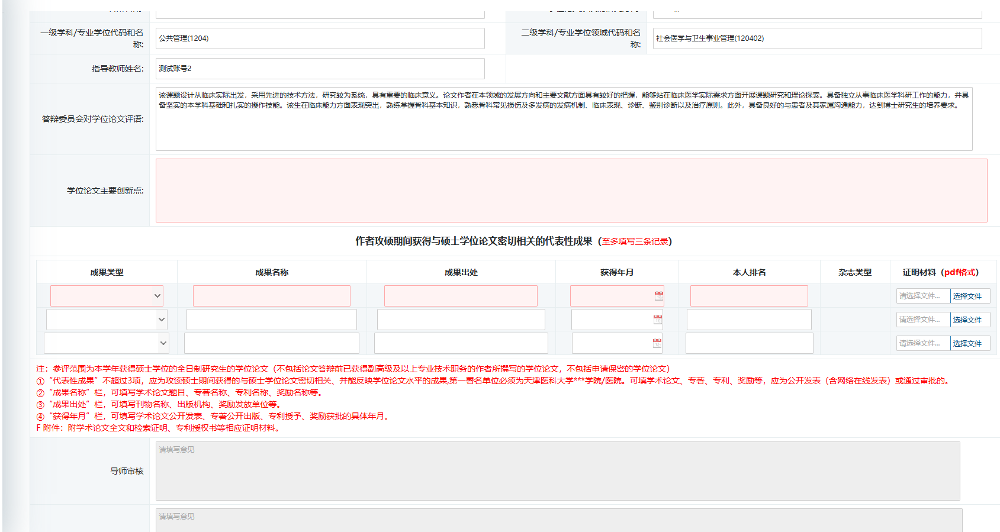 一级学科/专业学位代码和名称:
公共管理(1204)
二级学科/专业学位领域代码和名称:
社会医学与卫生事业管理(120402)
指导教师姓名:
测试账号2
答辩委员会对学位论文评语:
该课题设计从临床实际出发，采用先进的技术方法，研究较为系统，具有重要的临床意义。论文作者在本领域的发展方向和主要文献方面具有较好的把握，能够站在临床医学实际需求方面开展课题研究和理论探索。具备独立从事临床医学科研工作的能力，并具
备坚实的本学科基础和扎实的操作技能。该生在临床能力方面表现突出，熟练掌握骨科基本知识，熟悉骨科常见损伤及多发病的发病机制、临床表现、诊断、鉴别诊断以及治疗原则。此外，具备良好的与患者及其家属沟通能力，达到博士研究生的培养要求。
学位论文主要创新点:
作者攻硕期间获得与硕士学位论文密切相关的代表性成果（至多填写三条记录）
成果类型 成果名称 成果出处 获得年月 本人排名 杂志类型 证明材料（pdf格式）
请选择文件... 选择文件
请选择文件... 选择文件
请选择文件... 选择文件
注：参评范围为本学年获得硕士学位的全日制研究生的学位论文（不包括论文答辩前已获得副高级及以上专业技术职务的作者所撰写的学位论文，不包括申请保密的学位论文）
①“代表性成果”不超过3项，应为攻读硕士期间获得的与硕士学位论文密切相关、并能反映学位论文水平的成果,第一署名单位必须为天津医科大学***学院/医院。可填学术论文、专著、专利、奖励等，应为公开发表（含网络在线发表）或通过审批的。
②“成果名称”栏，可填写学术论文题目、专著名称、专利名称、奖励名称等。
③“成果出处”栏，可填写刊物名称、出版机构、奖励发放单位等。
④“获得年月”栏，可填写学术论文公开发表、专著公开出版、专利授予、奖励获批的具体年月。
F 附件：附学术论文全文和检索证明、专利授权书等相应证明材料。
导师审核
请填写意见
请填写意见